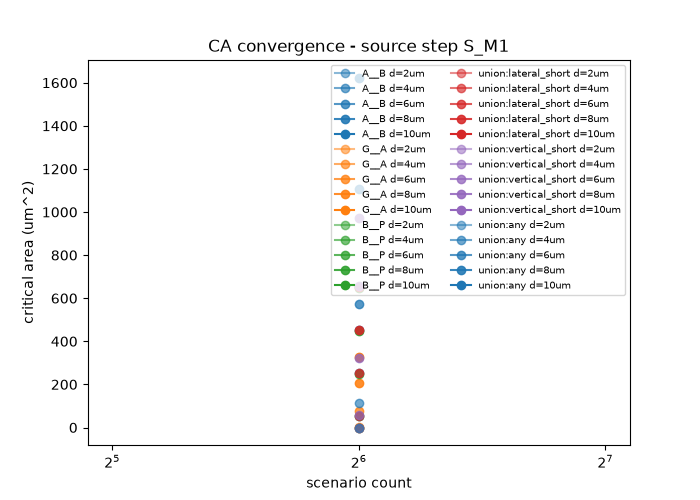 CA convergence - source step S_M1
critical area (um^2)
1600
1400
1200
1000
800
600
400
200
0
A__B d=2um
A__B d=4um
A__B d=6um
A__B d=8um
A__B d=10um
G__A d=2um
G__A d=4um
G__A d=6um
G__A d=8um
G__A d=10um
B__P d=2um
B__P d=4um
B__P d=6um
B__P d=8um
B__P d=10um
union:lateral_short d=2um
union:lateral_short d=4um
union:lateral_short d=6um
union:lateral_short d=8um
union:lateral_short d=10um
union:vertical_short d=2um
union:vertical_short d=4um
union:vertical_short d=6um
union:vertical_short d=8um
union:vertical_short d=10um
union:any d=2um
union:any d=4um
union:any d=6um
union:any d=8um
union:any d=10um
2^5 2^6 2^7
scenario count